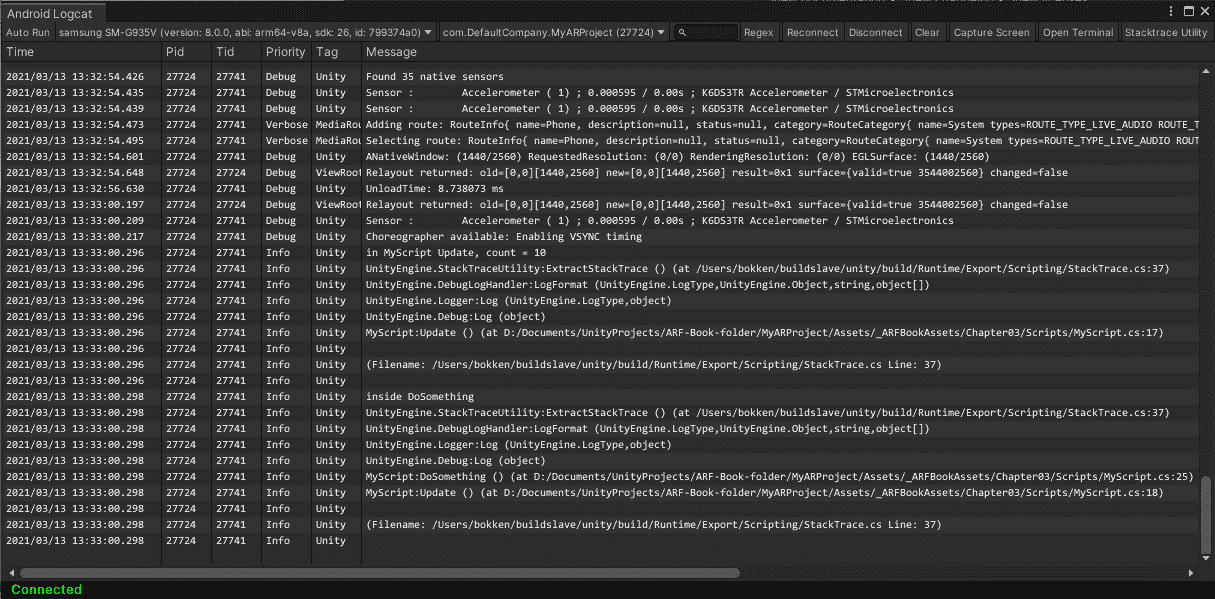 Android Logcat
Auto Run samsung SM-G935V (version: 8.0.0, abi: arm64-v8a, sdk: 26, id: 799374a0) com.DefaultCompany.MyARProject (27724) Regex Reconnect Disconnect Clear Capture Screen Open Terminal Stacktrace Utility
Time Pid Tid Priority Tag Message
2021/03/13 13:32:54.426 27724 27741 Debug Unity Found 35 native sensors
2021/03/13 13:32:54.435 27724 27741 Debug Unity Sensor : Accelerometer ( 1) ; 0.000595 / 0.00s ; K6DS3TR Accelerometer / STMicroelectronics
2021/03/13 13:32:54.439 27724 27741 Debug Unity Sensor : Accelerometer ( 1) ; 0.000595 / 0.00s ; K6DS3TR Accelerometer / STMicroelectronics
2021/03/13 13:32:54.473 27724 27741 Verbose MediaRou Adding route: RouteInfo{ name=Phone, description=null, status=null, category=RouteCategory{ name=System types=ROUTE_TYPE_LIVE_AUDIO ROUTE_T
2021/03/13 13:32:54.495 27724 27741 Verbose MediaRou Selecting route: RouteInfo{ name=Phone, description=null, status=null, category=RouteCategory{ name=System types=ROUTE_TYPE_LIVE_AUDIO ROUT
2021/03/13 13:32:54.601 27724 27741 Debug Unity ANativeWindow: (1440/2560) RequestedResolution: (0/0) RenderingResolution: (0/0) EGLSurface: (1440/2560)
2021/03/13 13:32:54.648 27724 27724 Debug ViewRoot Relayout returned: old=[0,0][1440,2560] new=[0,0][1440,2560] result=0x1 surface={valid=true 3544002560} changed=false
2021/03/13 13:32:56.630 27724 27741 Debug Unity UnloadTime: 8.738073 ms
2021/03/13 13:33:00.197 27724 27724 Debug ViewRoot Relayout returned: old=[0,0][1440,2560] new=[0,0][1440,2560] result=0x1 surface={valid=true 3544002560} changed=false
2021/03/13 13:33:00.209 27724 27741 Debug Unity Sensor : Accelerometer ( 1) ; 0.000595 / 0.00s ; K6DS3TR Accelerometer / STMicroelectronics
2021/03/13 13:33:00.217 27724 27741 Debug Unity Choreographer available: Enabling VSYNC timing
2021/03/13 13:33:00.296 27724 27741 Info Unity in MyScript Update, count = 10
2021/03/13 13:33:00.296 27724 27741 Info Unity UnityEngine.StackTraceUtility:ExtractStackTrace () (at /Users/bokken/buildslave/unity/build/Runtime/Export/Scripting/StackTrace.cs:37)
2021/03/13 13:33:00.296 27724 27741 Info Unity UnityEngine.DebugLogHandler:LogFormat (UnityEngine.LogType,UnityEngine.Object,string,object[])
2021/03/13 13:33:00.296 27724 27741 Info Unity UnityEngine.Logger:Log (UnityEngine.LogType,object)
2021/03/13 13:33:00.296 27724 27741 Info Unity UnityEngine.Debug:Log (object)
2021/03/13 13:33:00.296 27724 27741 Info Unity MyScript:Update () (at D:/Documents/UnityProjects/ARF-Book-folder/MyARProject/Assets/_ARFBookAssets/Chapter03/Scripts/MyScript.cs:17)
2021/03/13 13:33:00.296 27724 27741 Info Unity
2021/03/13 13:33:00.296 27724 27741 Info Unity (Filename: /Users/bokken/buildslave/unity/build/Runtime/Export/Scripting/StackTrace.cs Line: 37)
2021/03/13 13:33:00.296 27724 27741 Info Unity
2021/03/13 13:33:00.298 27724 27741 Info Unity inside DoSomething
2021/03/13 13:33:00.298 27724 27741 Info Unity UnityEngine.StackTraceUtility:ExtractStackTrace () (at /Users/bokken/buildslave/unity/build/Runtime/Export/Scripting/StackTrace.cs:37)
2021/03/13 13:33:00.298 27724 27741 Info Unity UnityEngine.DebugLogHandler:LogFormat (UnityEngine.LogType,UnityEngine.Object,string,object[])
2021/03/13 13:33:00.298 27724 27741 Info Unity UnityEngine.Logger:Log (UnityEngine.LogType,object)
2021/03/13 13:33:00.298 27724 27741 Info Unity UnityEngine.Debug:Log (object)
2021/03/13 13:33:00.298 27724 27741 Info Unity MyScript:DoSomething () (at D:/Documents/UnityProjects/ARF-Book-folder/MyARProject/Assets/_ARFBookAssets/Chapter03/Scripts/MyScript.cs:25)
2021/03/13 13:33:00.298 27724 27741 Info Unity MyScript:Update () (at D:/Documents/UnityProjects/ARF-Book-folder/MyARProject/Assets/_ARFBookAssets/Chapter03/Scripts/MyScript.cs:18)
2021/03/13 13:33:00.298 27724 27741 Info Unity
2021/03/13 13:33:00.298 27724 27741 Info Unity (Filename: /Users/bokken/buildslave/unity/build/Runtime/Export/Scripting/StackTrace.cs Line: 37)
2021/03/13 13:33:00.298 27724 27741 Info Unity
Connected